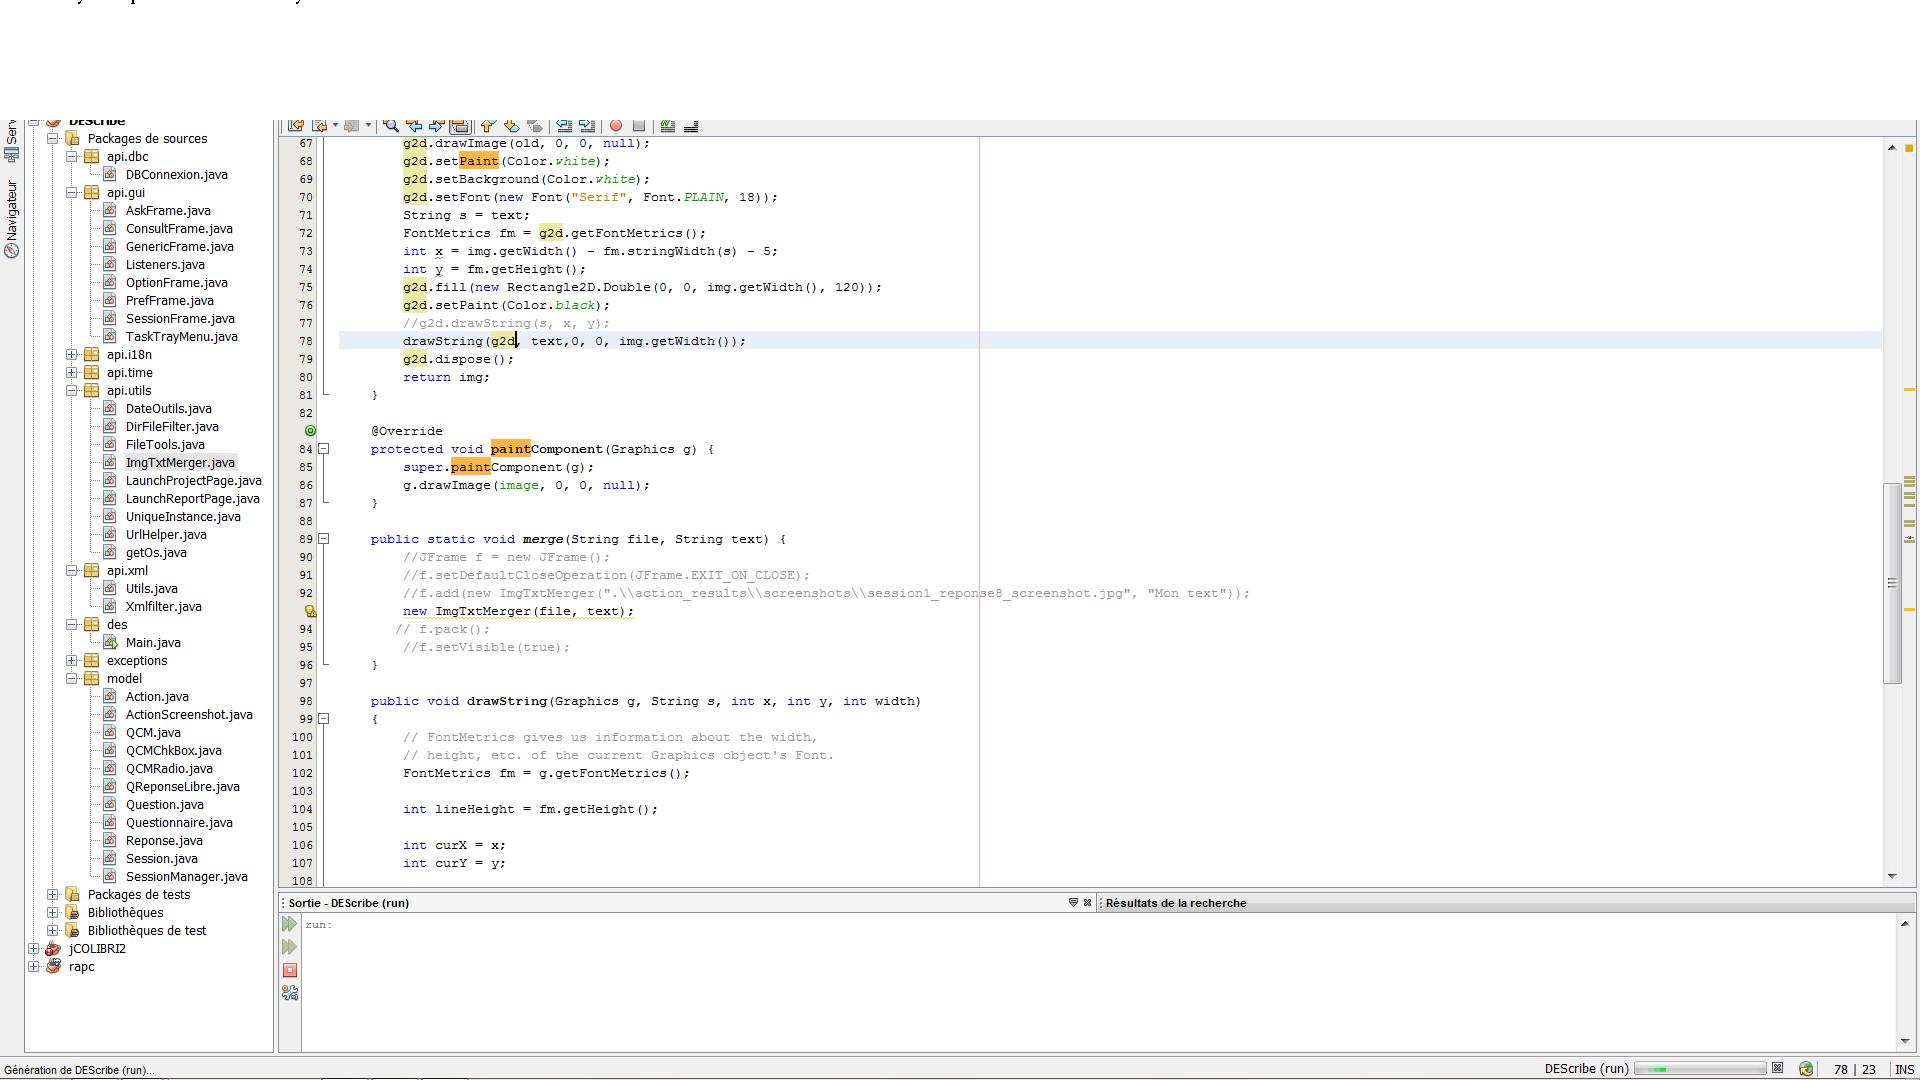 DEScribe
Packages de sources
api.dbc
DBConnexion.java
api.gui
AskFrame.java
ConsultFrame.java
GenericFrame.java
Listeners.java
OptionFrame.java
PrefFrame.java
SessionFrame.java
TaskTrayMenu.java
api.i18n
api.time
api.utils
DateOutils.java
DirFileFilter.java
FileTools.java
ImgTxtMerger.java
LaunchProjectPage.java
LaunchReportPage.java
UniqueInstance.java
UrlHelper.java
getOs.java
api.xml
Utils.java
Xmlfilter.java
des
Main.java
exceptions
model
Action.java
ActionScreenshot.java
QCM.java
QCMChkBox.java
QCMRadio.java
QReponseLibre.java
Question.java
Questionnaire.java
Reponse.java
Session.java
SessionManager.java
Packages de tests
Bibliothèques
Bibliothèques de test
jCOLIBRI2
rapc
Navigateur
67 g2d.drawImage(old, 0, 0, null);
68 g2d.setPaint(Color.white);
69 g2d.setBackground(Color.white);
70 g2d.setFont(new Font("Serif", Font.PLAIN, 18));
71 String s = text;
72 FontMetrics fm = g2d.getFontMetrics();
73 int x = img.getWidth() - fm.stringWidth(s) - 5;
74 int y = fm.getHeight();
75 g2d.fill(new Rectangle2D.Double(0, 0, img.getWidth(), 120));
76 g2d.setPaint(Color.black);
77 //g2d.drawString(s, x, y);
78 drawString(g2d, text,0, 0, img.getWidth());
79 g2d.dispose();
80 return img;
81 }
82
@Override
84 protected void paintComponent(Graphics g) {
85 super.paintComponent(g);
86 g.drawImage(image, 0, 0, null);
87 }
88
89 public static void merge(String file, String text) {
90 //JFrame f = new JFrame();
91 //f.setDefaultCloseOperation(JFrame.EXIT_ON_CLOSE);
92 //f.add(new ImgTxtMerger(".\\action_results\\screenshots\\session1_reponse8_screenshot.jpg", "Mon text"));
new ImgTxtMerger(file, text);
94 // f.pack();
95 //f.setVisible(true);
96 }
97
98 public void drawString(Graphics g, String s, int x, int y, int width)
99 {
100 // FontMetrics gives us information about the width,
101 // height, etc. of the current Graphics object's Font.
102 FontMetrics fm = g.getFontMetrics();
103
104 int lineHeight = fm.getHeight();
105
106 int curX = x;
107 int curY = y;
108
Sortie - DEScribe (run)
Résultats de la recherche
run:
Génération de DEScribe (run)...
DEScribe (run)
78 | 23 INS